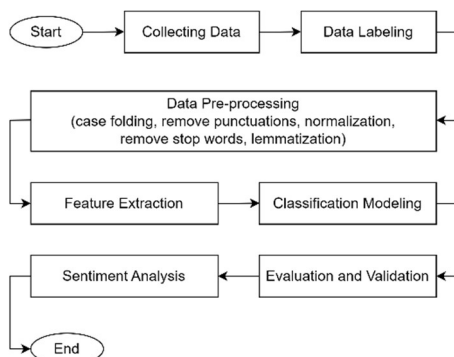 Start
Collecting Data
Data Labeling
Data Pre-processing
(case folding, remove punctuations, normalization,
remove stop words, lemmatization)
Feature Extraction
Classification Modeling
Sentiment Analysis
Evaluation and Validation
End